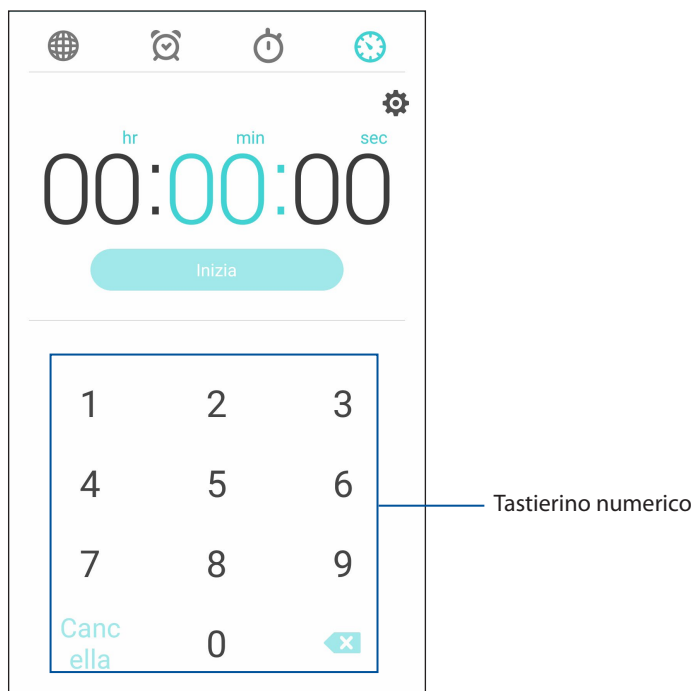 hr min sec
00:00:00
Inizia
1 2 3
4 5 6
Tastierino numerico
7 8 9
Canc
ella
0